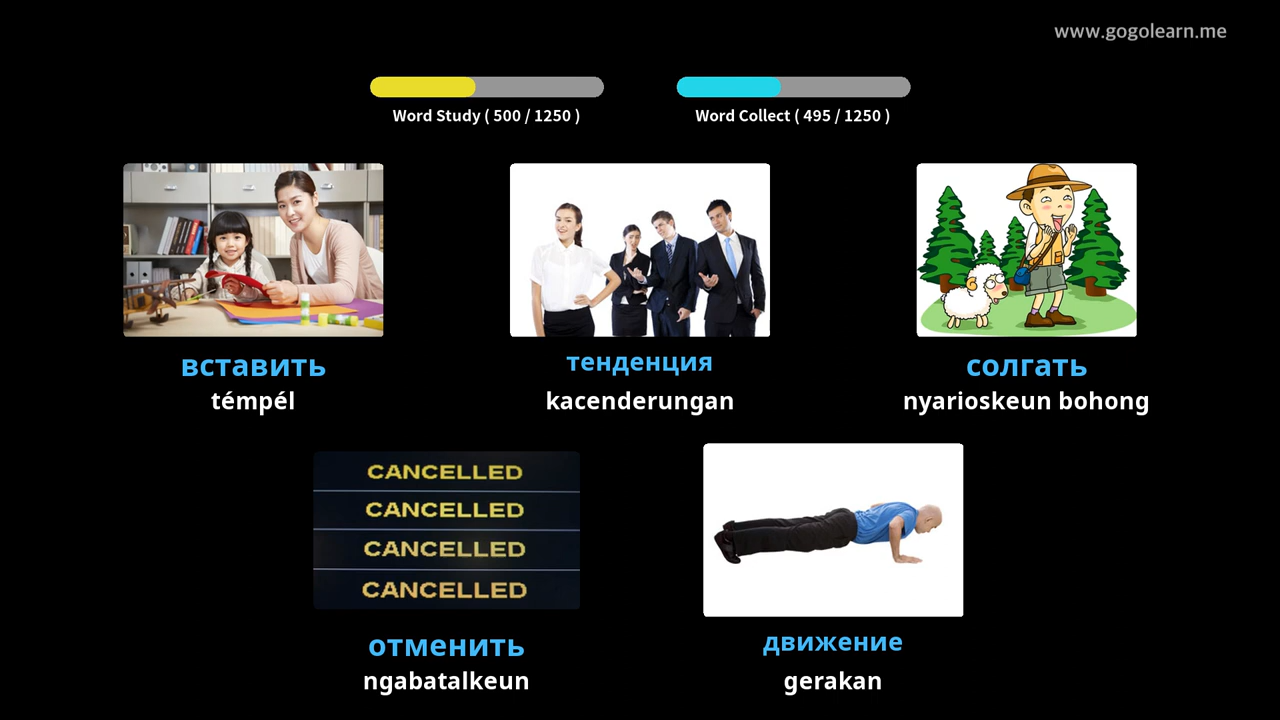 www.gogolearn.me
Word Study ( 500 / 1250 )
Word Collect ( 495 / 1250 )
вставить
témpél
тенденция
kacenderungan
солгать
nyarioskeun bohong
CANCELLED
CANCELLED
CANCELLED
CANCELLED
отменить
ngabatalkeun
движение
gerakan